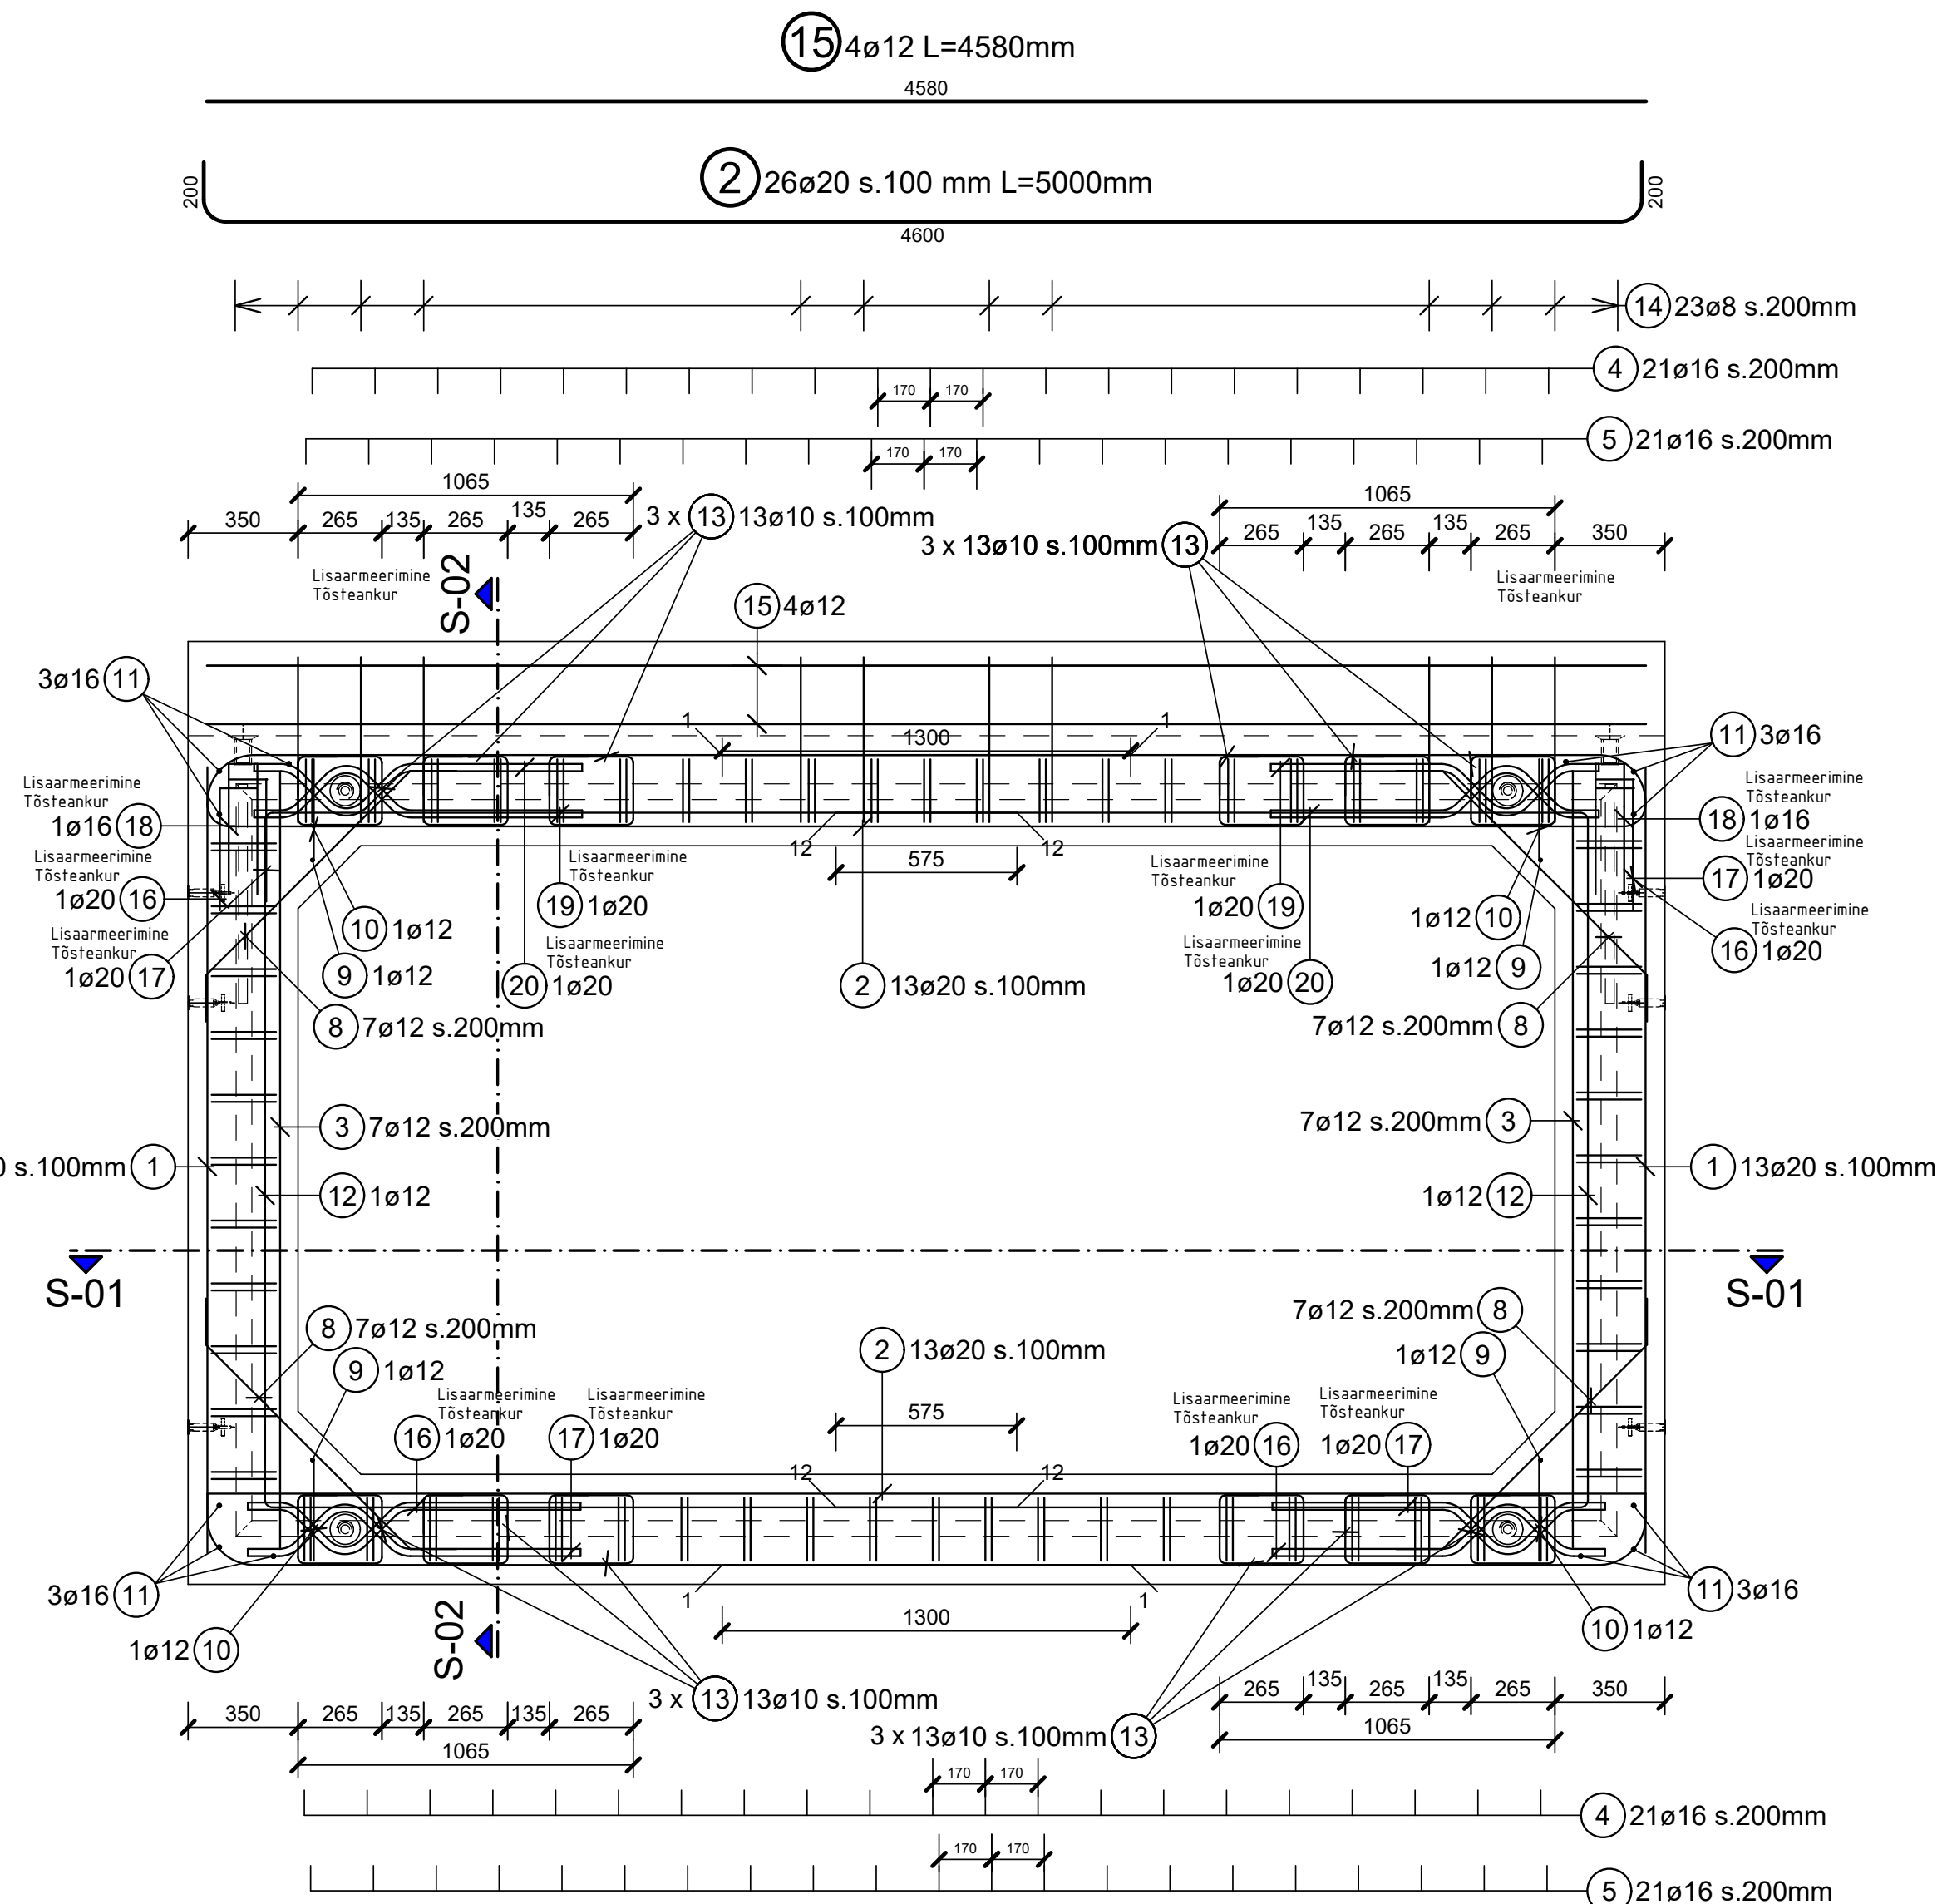 15 4ø12 L=4580mm
4580
2 26ø20 s.100 mm L=5000mm
200
200
4600
14 23ø8 s.200mm
4 21ø16 s.200mm
170 170
5 21ø16 s.200mm
170 170
1065
1065
350 265 135 265 135 265
3 x 13 13ø10 s.100mm
3 x 13ø10 s.100mm 13
265 135 265 135 265 350
S-02
Lisaarmeerimine
Tõsteankur
Lisaarmeerimine
Tõsteankur
15 4ø12
3ø16 11
1 1
1300
11 3ø16
Lisaarmeerimine
Tõsteankur
1ø16 18
Lisaarmeerimine
Tõsteankur
18 1ø16
12 12
575
Lisaarmeerimine
Tõsteankur
1ø20 16
Lisaarmeerimine
Tõsteankur
19 1ø20
Lisaarmeerimine
Tõsteankur
1ø20 19
Lisaarmeerimine
Tõsteankur
17 1ø20
10 1ø12
1ø12 10
Lisaarmeerimine
Tõsteankur
1ø20 17
9 1ø12
Lisaarmeerimine
Tõsteankur
20 1ø20
2 13ø20 s.100mm
Lisaarmeerimine
Tõsteankur
1ø20 20
1ø12 9
Lisaarmeerimine
Tõsteankur
16 1ø20
8 7ø12 s.200mm
7ø12 s.200mm 8
3 7ø12 s.200mm
7ø12 s.200mm 3
0 s.100mm 1
1 13ø20 s.100mm
12 1ø12
1ø12 12
S-01
S-01
8 7ø12 s.200mm
7ø12 s.200mm 8
9 1ø12
2 13ø20 s.100mm
1ø12 9
Lisaarmeerimine
Tõsteankur
16 1ø20
Lisaarmeerimine
Tõsteankur
17 1ø20
575
Lisaarmeerimine
Tõsteankur
1ø20 16
Lisaarmeerimine
Tõsteankur
1ø20 17
12 12
3ø16 11
1 1
1300
11 3ø16
1ø12 10
S-02
10 1ø12
350 265 135 265 135 265
1065
3 x 13 13ø10 s.100mm
3 x 13ø10 s.100mm 13
265 135 265 135 265 350
1065
170 170
4 21ø16 s.200mm
170 170
5 21ø16 s.200mm